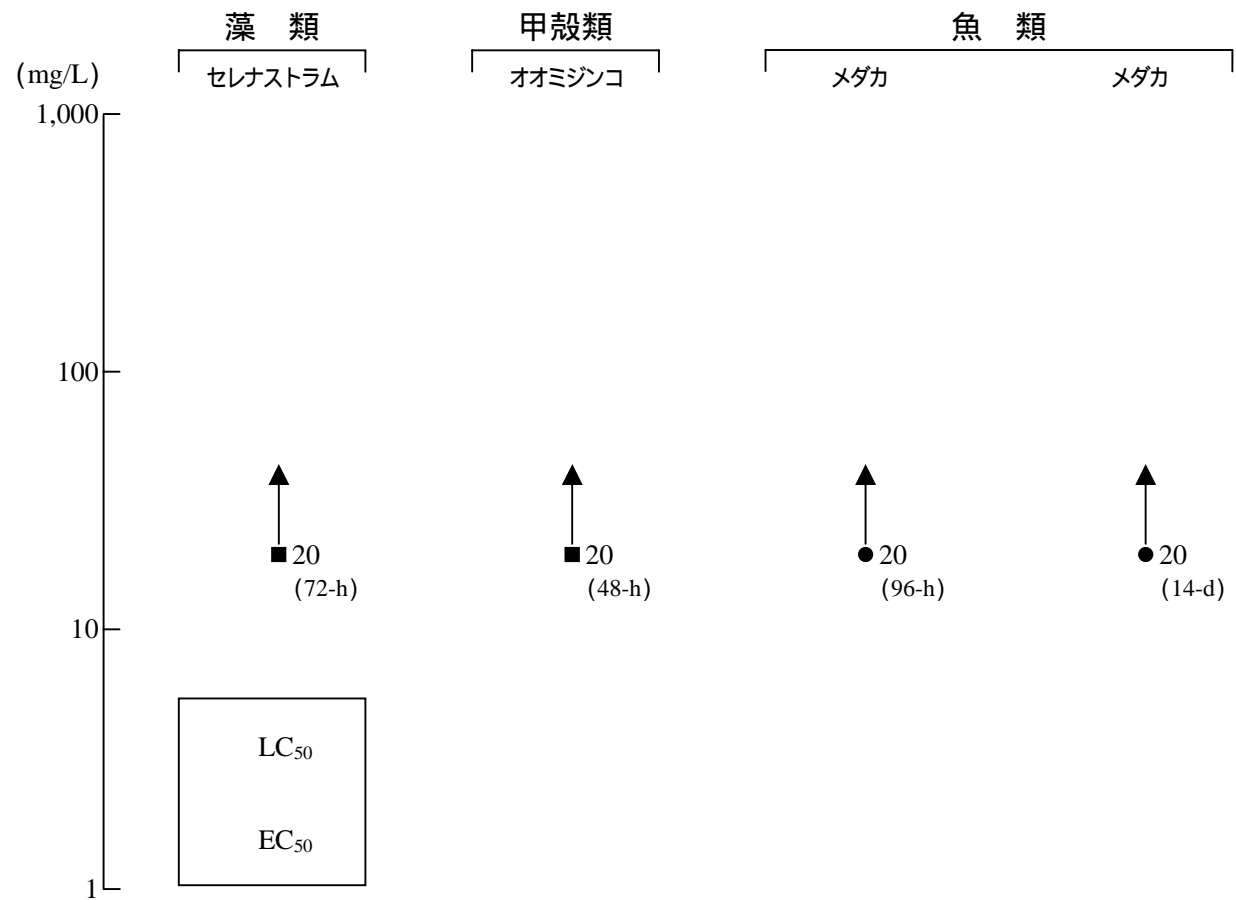 藻 類 甲殻類 魚 類
(mg/L) セレナストラム オオミジンコ メダカ メダカ
1,000
100
20 20 20 20
(72-h) (48-h) (96-h) (14-d)
10
LC50
EC50
1